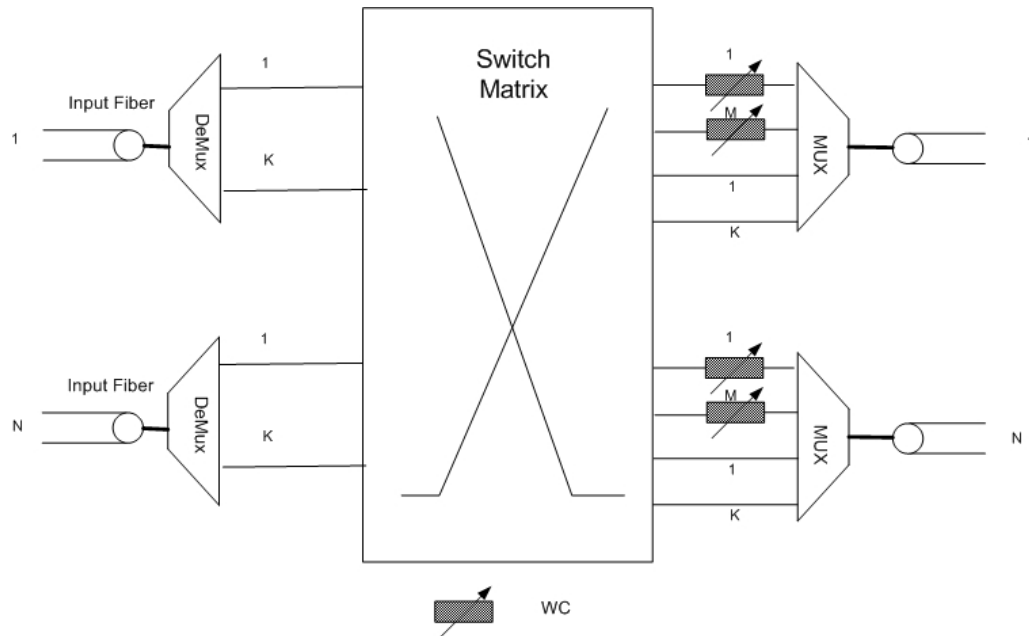 Switch
Matrix
1
Input Fiber
1
DeMux
K
1
M
1
K
MUX
1
Input Fiber
N
DeMux
K
1
M
1
K
MUX
N
WC